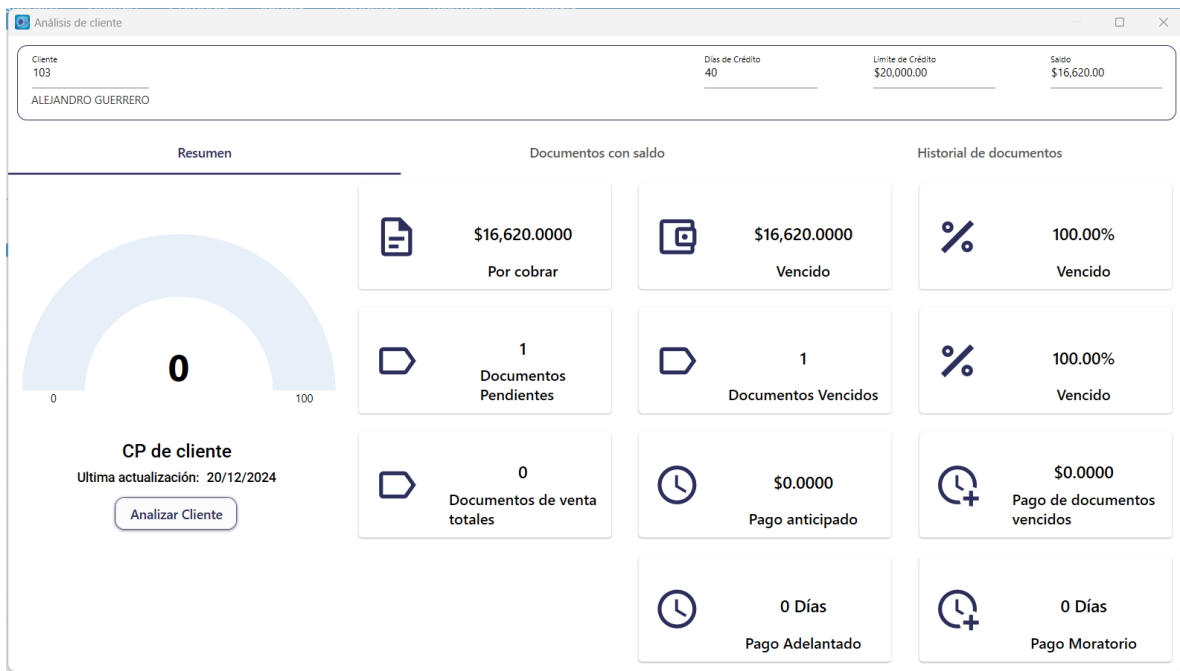 Análisis de cliente
Cliente
103
ALEJANDRO GUERRERO
Días de Crédito
40
Limite de Crédito
$20,000.00
Saldo
$16,620.00
Resumen
Documentos con saldo
Historial de documentos
0
0
100
CP de cliente
Ultima actualización: 20/12/2024
Analizar Cliente
$16,620.0000
Por cobrar
$16,620.0000
Vencido
100.00%
Vencido
1
Documentos
Pendientes
1
Documentos Vencidos
100.00%
Vencido
0
Documentos de venta
totales
$0.0000
Pago anticipado
$0.0000
Pago de documentos
vencidos
0 Días
Pago Adelantado
0 Días
Pago Moratorio